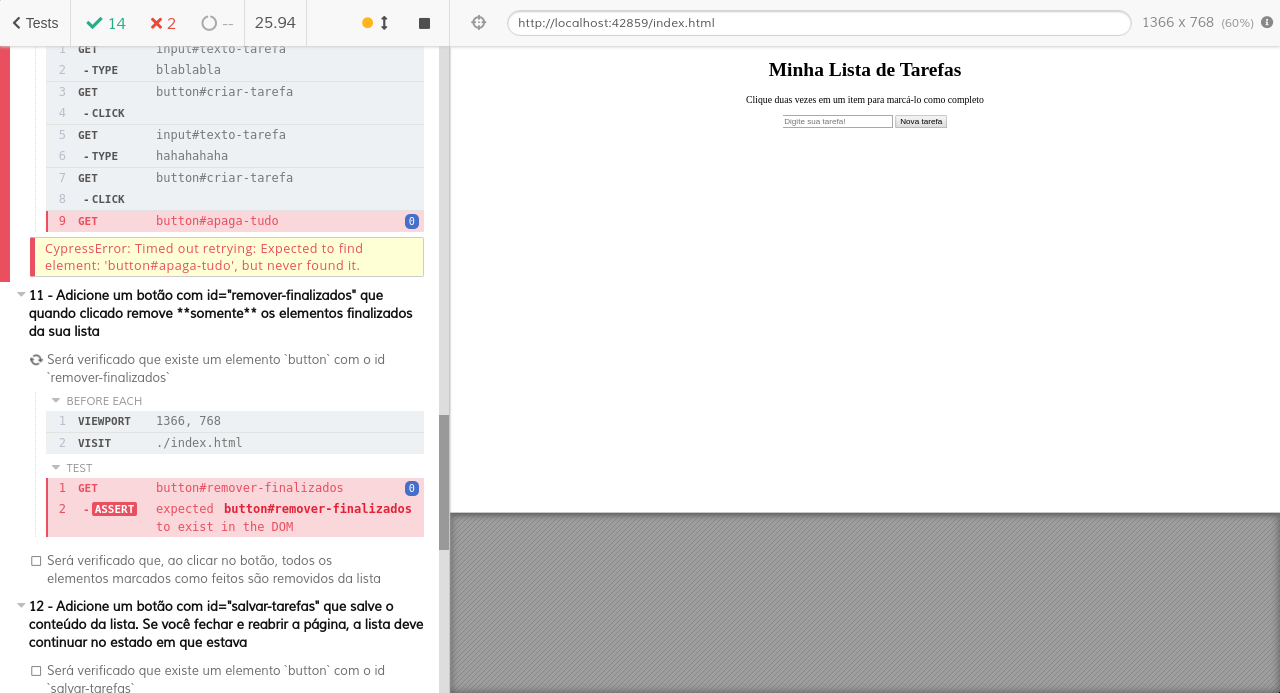 Tests 14 2 -- 25.94
http://localhost:42859/index.html 1366 x 768 (60%)
1 GET input#texto-tarefa
2 - TYPE blablabla
3 GET button#criar-tarefa
4 - CLICK
5 GET input#texto-tarefa
6 - TYPE hahahahaha
7 GET button#criar-tarefa
8 - CLICK
9 GET button#apaga-tudo 0
CypressError: Timed out retrying: Expected to find
element: 'button#apaga-tudo', but never found it.
11 - Adicione um botão com id="remover-finalizados" que
quando clicado remove **somente** os elementos finalizados
da sua lista
Será verificado que existe um elemento `button` com o id
`remover-finalizados`
BEFORE EACH
1 VIEWPORT 1366, 768
2 VISIT ./index.html
TEST
1 GET button#remover-finalizados 0
2 - ASSERT expected button#remover-finalizados
to exist in the DOM
Será verificado que, ao clicar no botão, todos os
elementos marcados como feitos são removidos da lista
12 - Adicione um botão com id="salvar-tarefas" que salve o
conteúdo da lista. Se você fechar e reabrir a página, a lista deve
continuar no estado em que estava
Será verificado que existe um elemento `button` com o id
`salvar-tarefas`
Minha Lista de Tarefas
Clique duas vezes em um item para marcá-lo como completo
Digite sua tarefa! Nova tarefa